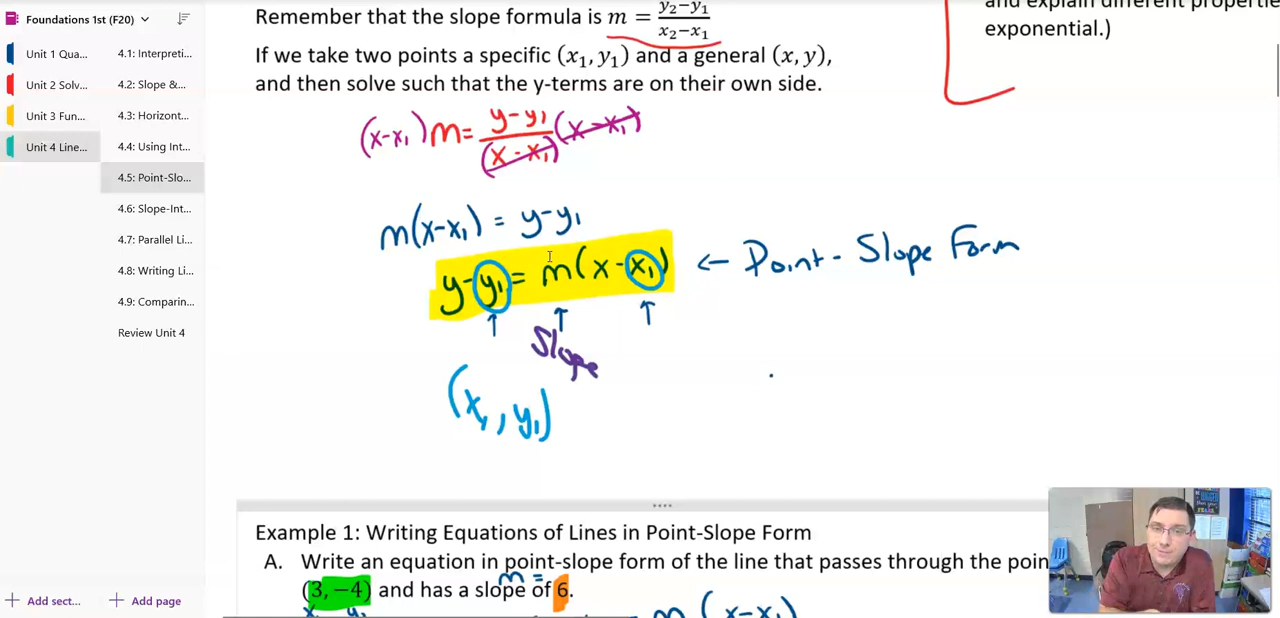 Foundations 1st (F20)
Unit 1 Qua...
Unit 2 Solv...
Unit 3 Fun...
Unit 4 Line...
4.1: Interpreti...
4.2: Slope &...
4.3: Horizont...
4.4: Using Int...
4.5: Point-Slo...
4.6: Slope-Int...
4.7: Parallel Li...
4.8: Writing Li...
4.9: Comparin...
Review Unit 4
+ Add sect...
+ Add page
Remember that the slope formula is m = (y₂−y₁)/(x₂−x₁)
If we take two points a specific (x₁, y₁) and a general (x, y),
and then solve such that the y-terms are on their own side.
and explain different propertie
exponential.)
(x-x₁) m = (y-y₁)/(x-x₁) (x-x₁)
m(x-x₁) = y-y₁
y-y₁ = m(x-x₁) ← Point-Slope Form
↑ ↑ ↑
Slope
(x₁, y₁)
Example 1: Writing Equations of Lines in Point-Slope Form
A. Write an equation in point-slope form of the line that passes through the poin
m =
(3, −4) and has a slope of 6.
x₁ y₁
m (x-x₁)